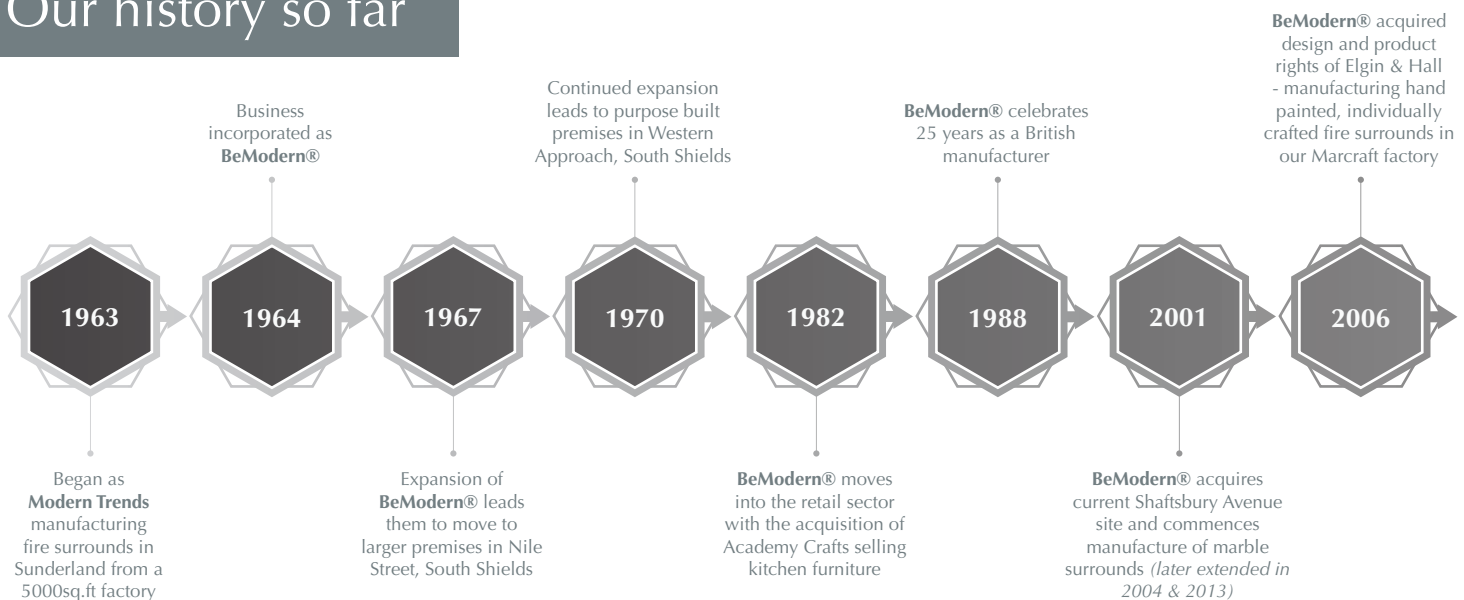 Our history so far
Began as
Modern Trends
manufacturing
fire surrounds in
Sunderland from a
5000sq.ft factory
1963
Business
incorporated as
BeModern®
1964
Expansion of
BeModern® leads
them to move to
larger premises in Nile
Street, South Shields
1967
Continued expansion
leads to purpose built
premises in Western
Approach, South Shields
1970
BeModern® moves
into the retail sector
with the acquisition of
Academy Crafts selling
kitchen furniture
1982
BeModern® celebrates
25 years as a British
manufacturer
1988
BeModern® acquires
current Shaftsbury Avenue
site and commences
manufacture of marble
surrounds (later extended in
2004 & 2013)
2001
BeModern® acquired
design and product
rights of Elgin & Hall
- manufacturing hand
painted, individually
crafted fire surrounds in
our Marcraft factory
2006